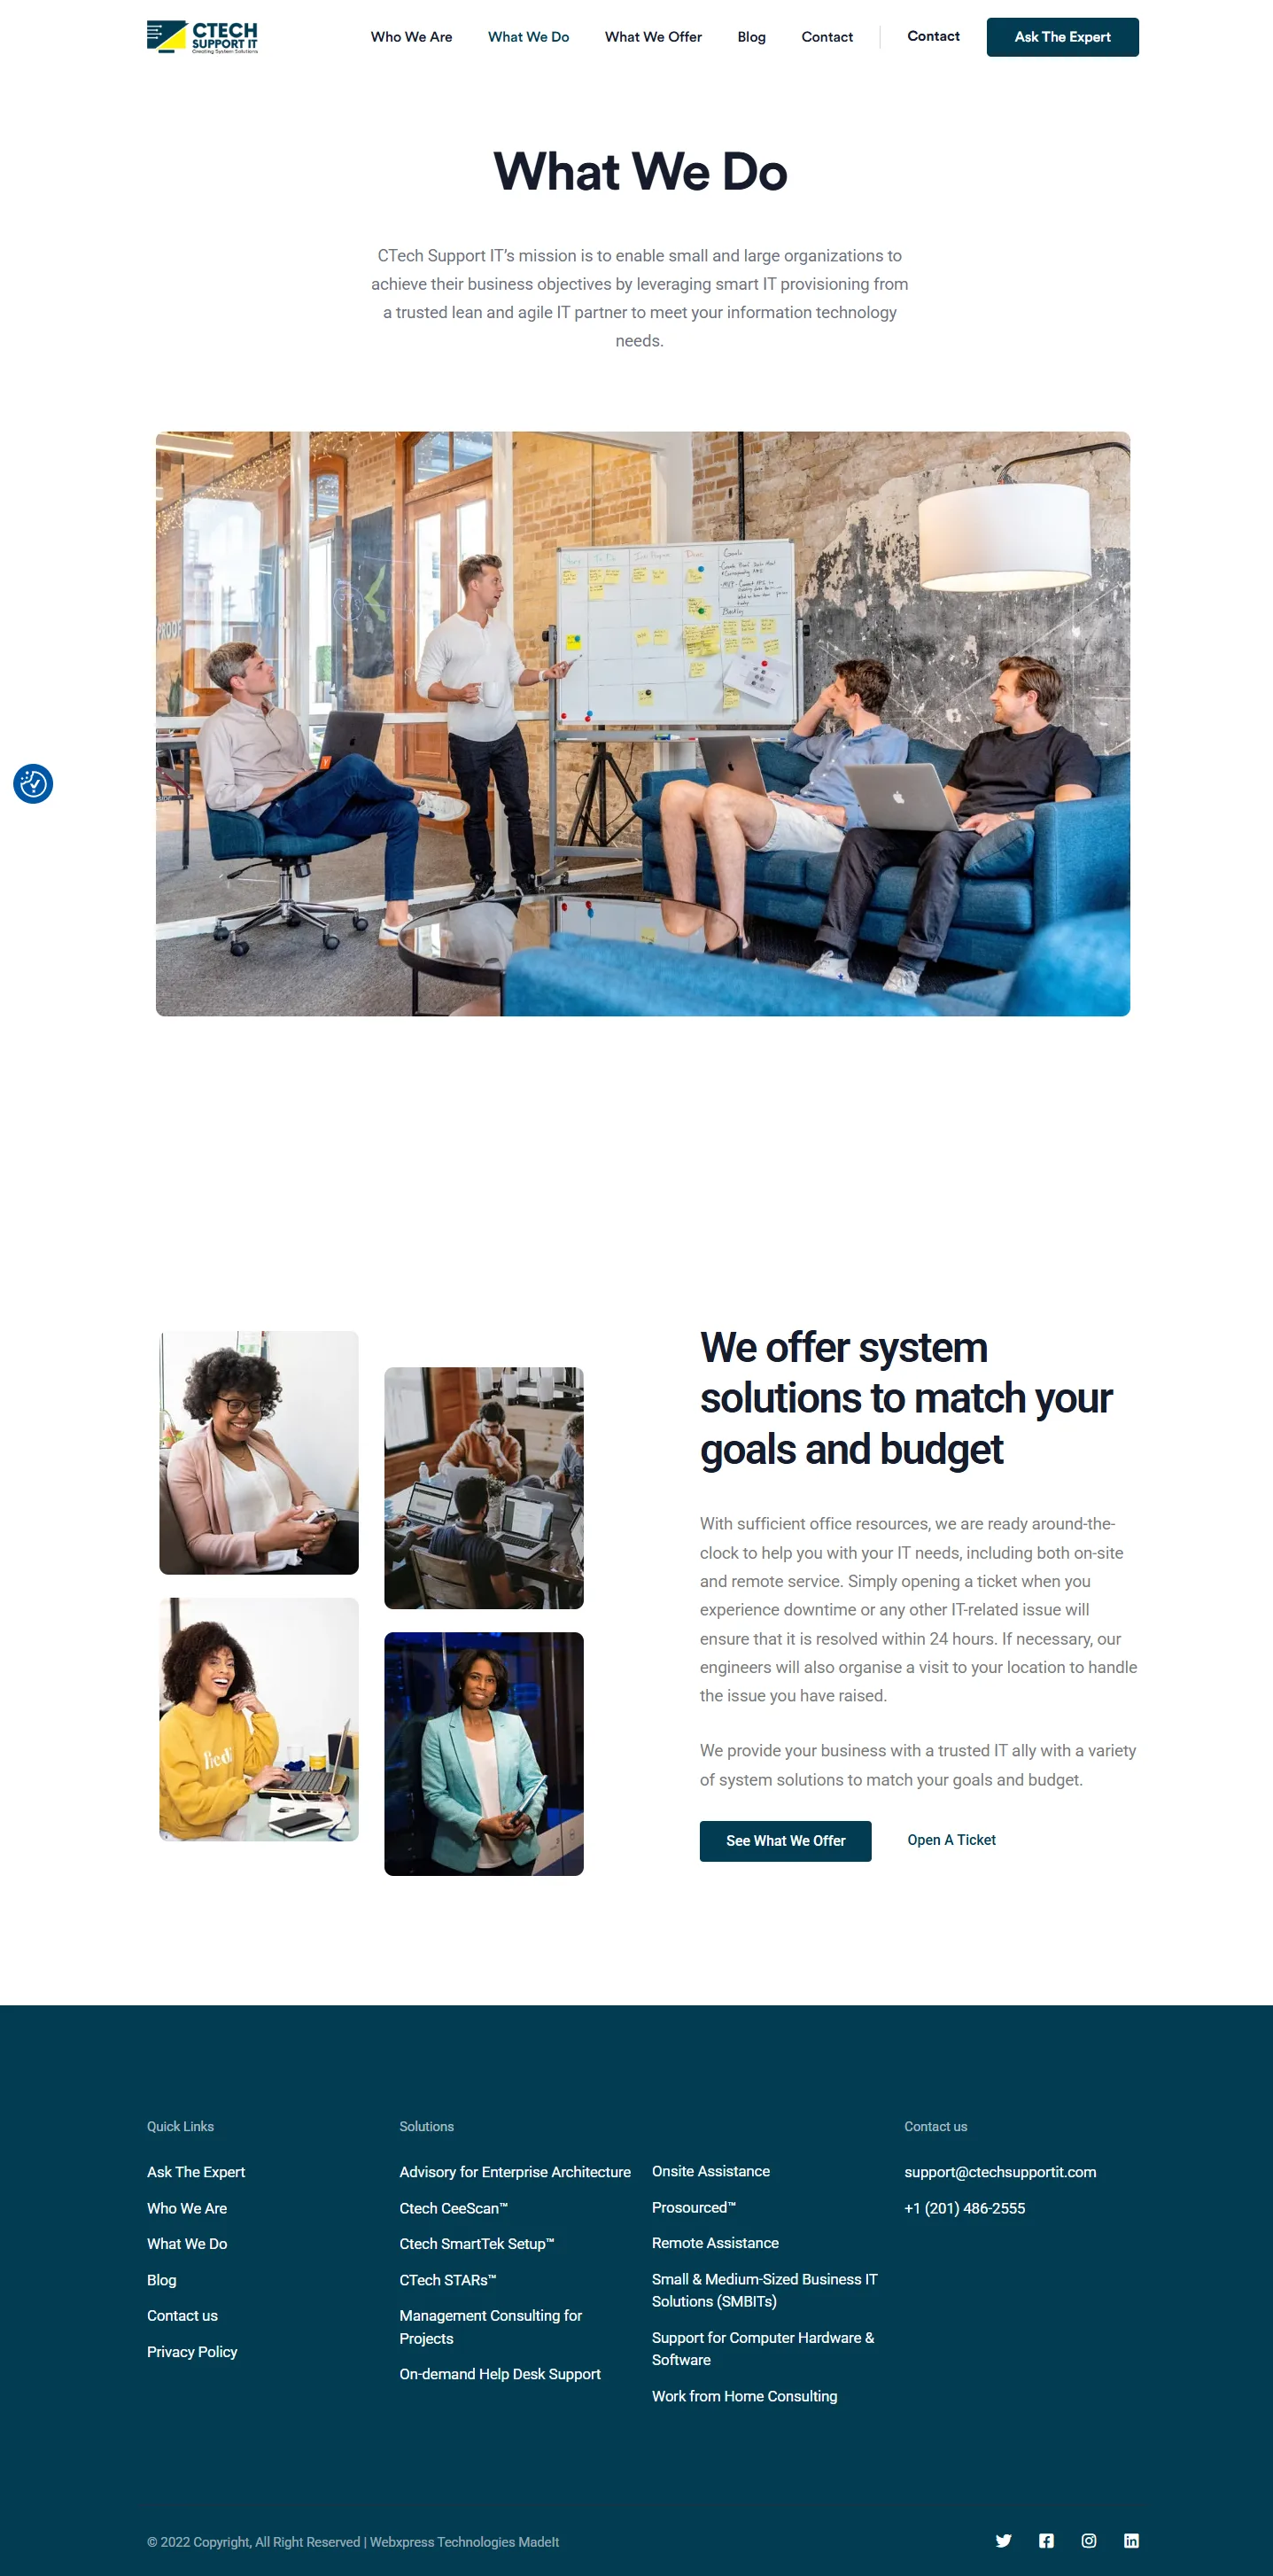 CTECH
SUPPORT IT
Creating System Solutions
Who We Are
What We Do
What We Offer
Blog
Contact
Contact
Ask The Expert
What We Do
CTech Support IT's mission is to enable small and large organizations to
achieve their business objectives by leveraging smart IT provisioning from
a trusted lean and agile IT partner to meet your information technology
needs.
Goals
Backlog
We offer system
solutions to match your
goals and budget
With sufficient office resources, we are ready around-the-
clock to help you with your IT needs, including both on-site
and remote service. Simply opening a ticket when you
experience downtime or any other IT-related issue will
ensure that it is resolved within 24 hours. If necessary, our
engineers will also organise a visit to your location to handle
the issue you have raised.
We provide your business with a trusted IT ally with a variety
of system solutions to match your goals and budget.
See What We Offer
Open A Ticket
Quick Links
Ask The Expert
Who We Are
What We Do
Blog
Contact us
Privacy Policy
Solutions
Advisory for Enterprise Architecture
Ctech CeeScan™
Ctech SmartTek Setup™
CTech STARs™
Management Consulting for
Projects
On-demand Help Desk Support
Onsite Assistance
Prosourced™
Remote Assistance
Small & Medium-Sized Business IT
Solutions (SMBITs)
Support for Computer Hardware &
Software
Work from Home Consulting
Contact us
support@ctechsupportit.com
+1 (201) 486-2555
© 2022 Copyright, All Right Reserved | Webxpress Technologies MadeIt